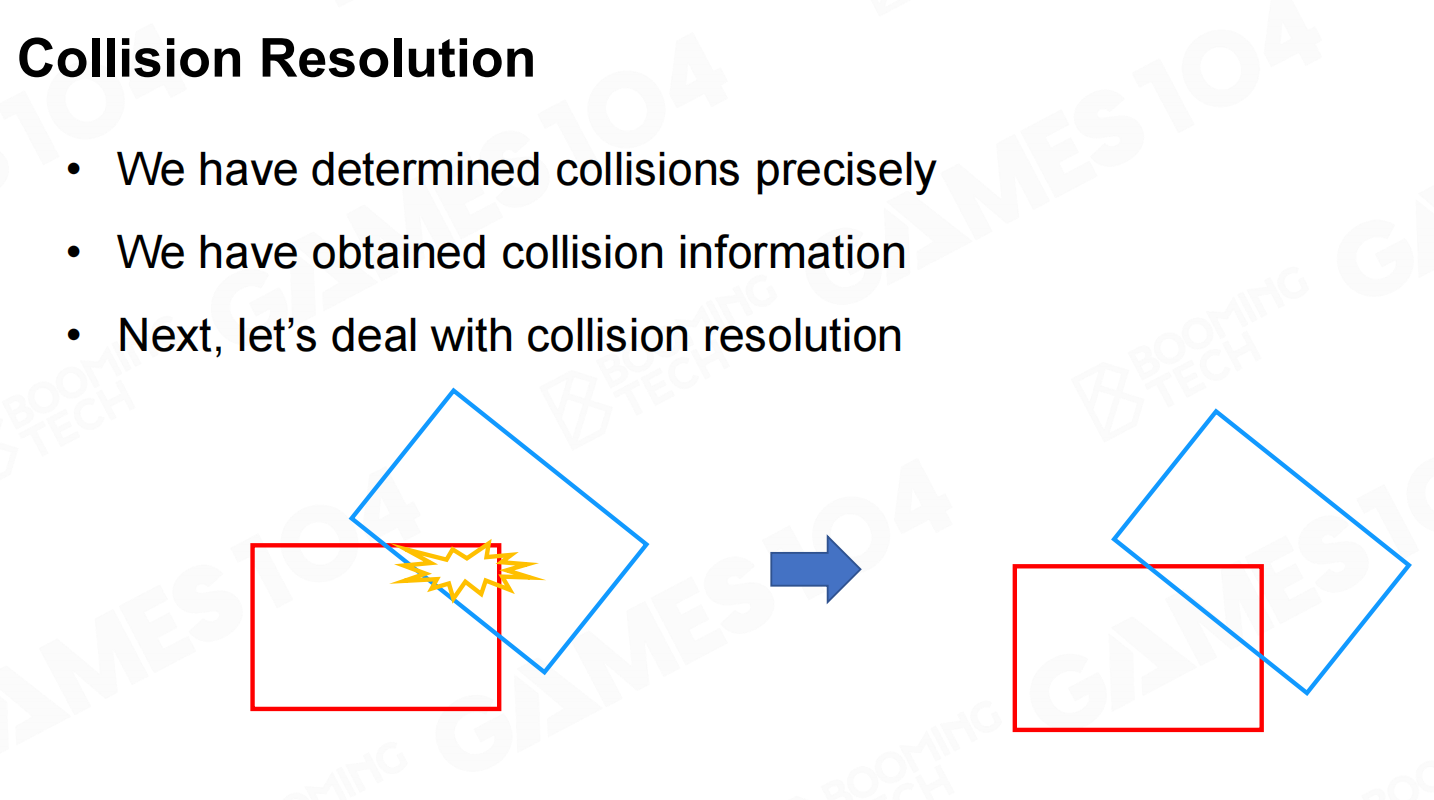 Collision Resolution
• We have determined collisions precisely
• We have obtained collision information
• Next, let's deal with collision resolution
GAMES104
BOOMING TECH